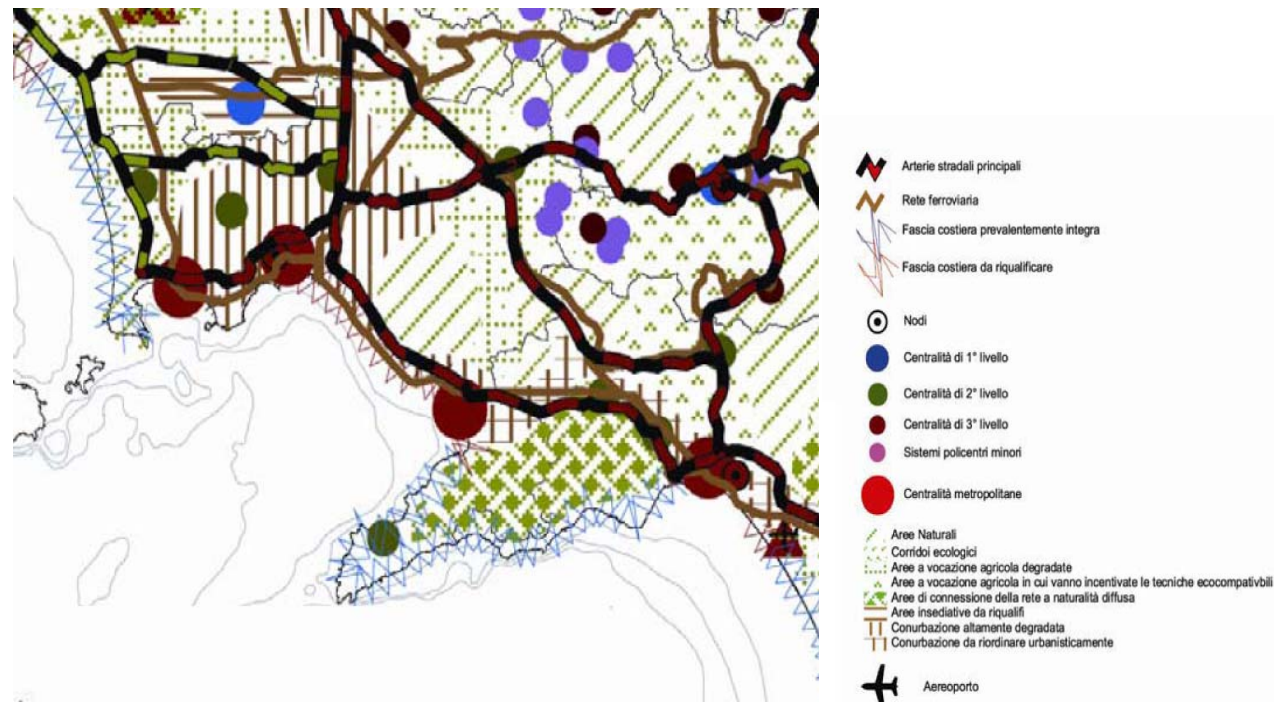 Arterie stradali principali
Rete ferroviaria
Fascia costiera prevalentemente integra
Fascia costiera da riqualificare
Nodi
Centralità di 1° livello
Centralità di 2° livello
Centralità di 3° livello
Sistemi policentri minori
Centralità metropolitane
Aree Naturali
Corridoi ecologici
Aree a vocazione agricola degradate
Aree a vocazione agricola in cui vanno incentivate le tecniche ecocompatvbili
Aree di connessione della rete a naturalità diffusa
Aree insediative da riqualifi
Conurbazione altamente degradata
Conurbazione da riordinare urbanisticamente
Aereoporto